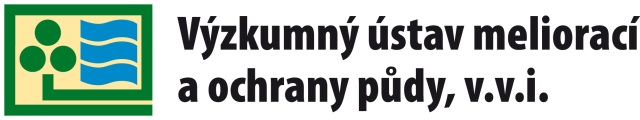 Výzkumný ústav meliorací
a ochrany půdy, v.v.i.